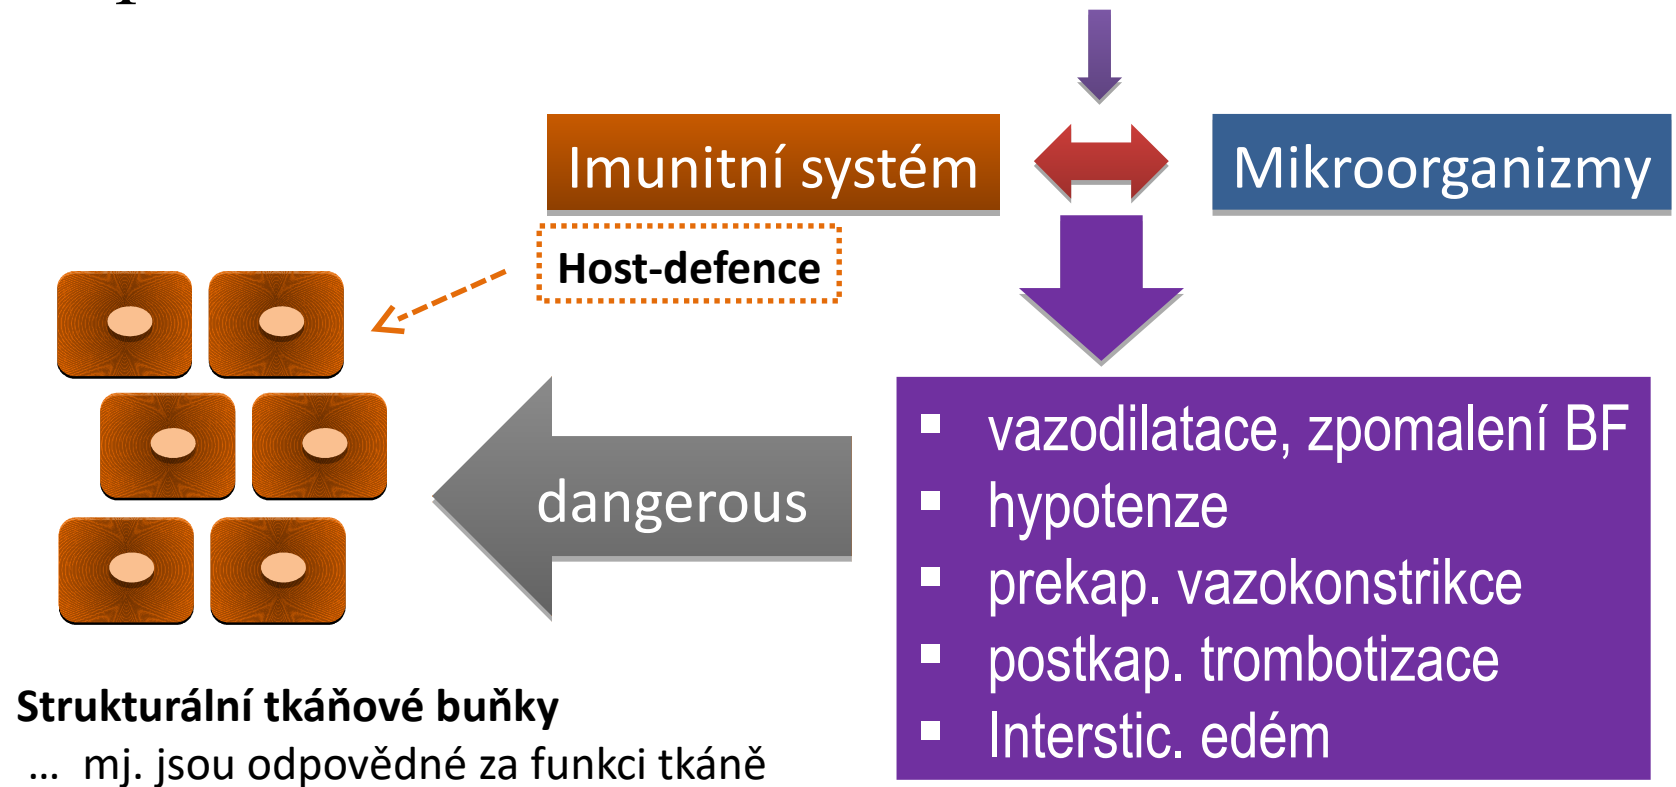 Imunitní systém
Mikroorganizmy
Host-defence
dangerous
▪ vazodilatace, zpomalení BF
▪ hypotenze
▪ prekap. vazokonstrikce
▪ postkap. trombotizace
▪ Interstic. edém
Strukturální tkáňové buňky
... mj. jsou odpovědné za funkci tkáně